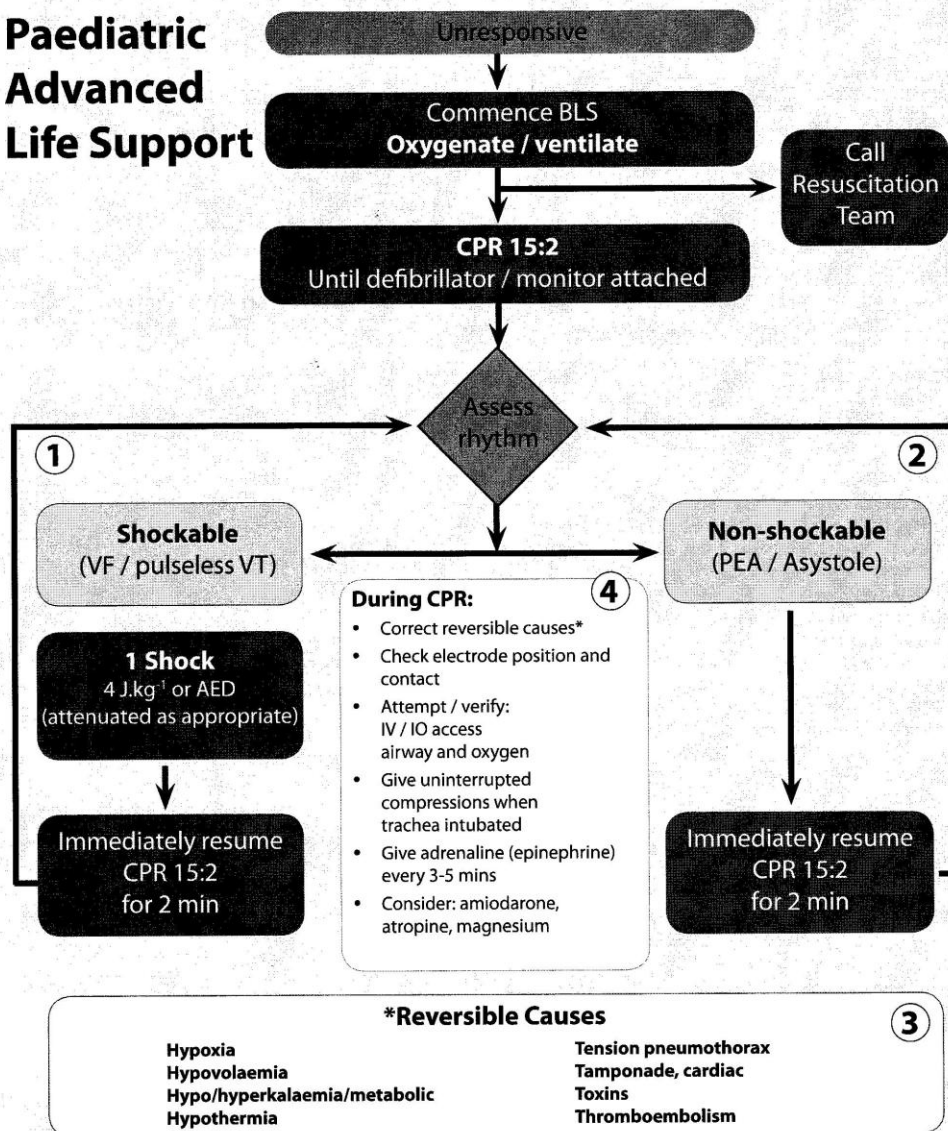 Paediatric
Advanced
Life Support
Unresponsive
Commence BLS
Oxygenate / ventilate
Call
Resuscitation
Team
CPR 15:2
Until defibrillator / monitor attached
Assess
rhythm
1
2
Shockable
(VF / pulseless VT)
Non-shockable
(PEA / Asystole)
1 Shock
4 J.kg⁻¹ or AED
(attenuated as appropriate)
Immediately resume
CPR 15:2
for 2 min
4
During CPR:
• Correct reversible causes*
• Check electrode position and
contact
• Attempt / verify:
IV / IO access
airway and oxygen
• Give uninterrupted
compressions when
trachea intubated
• Give adrenaline (epinephrine)
every 3-5 mins
• Consider: amiodarone,
atropine, magnesium
Immediately resume
CPR 15:2
for 2 min
*Reversible Causes
3
Hypoxia
Hypovolaemia
Hypo/hyperkalaemia/metabolic
Hypothermia
Tension pneumothorax
Tamponade, cardiac
Toxins
Thromboembolism